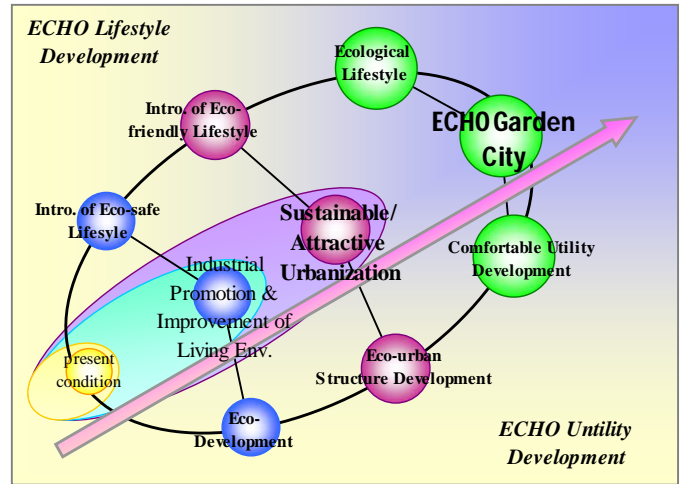 ECHO Lifestyle
Development
Ecological
Lifestyle
Intro. of Eco-
friendly Lifestyle
ECHO Garden
City
Intro. of Eco-safe
Lifesyle
Sustainable/
Attractive
Urbanization
Comfortable Utility
Development
Industrial
Promotion &
Improvement of
Living Env.
present
condition
Eco-urban
Structure Development
Eco-
Development
ECHO Untility
Development